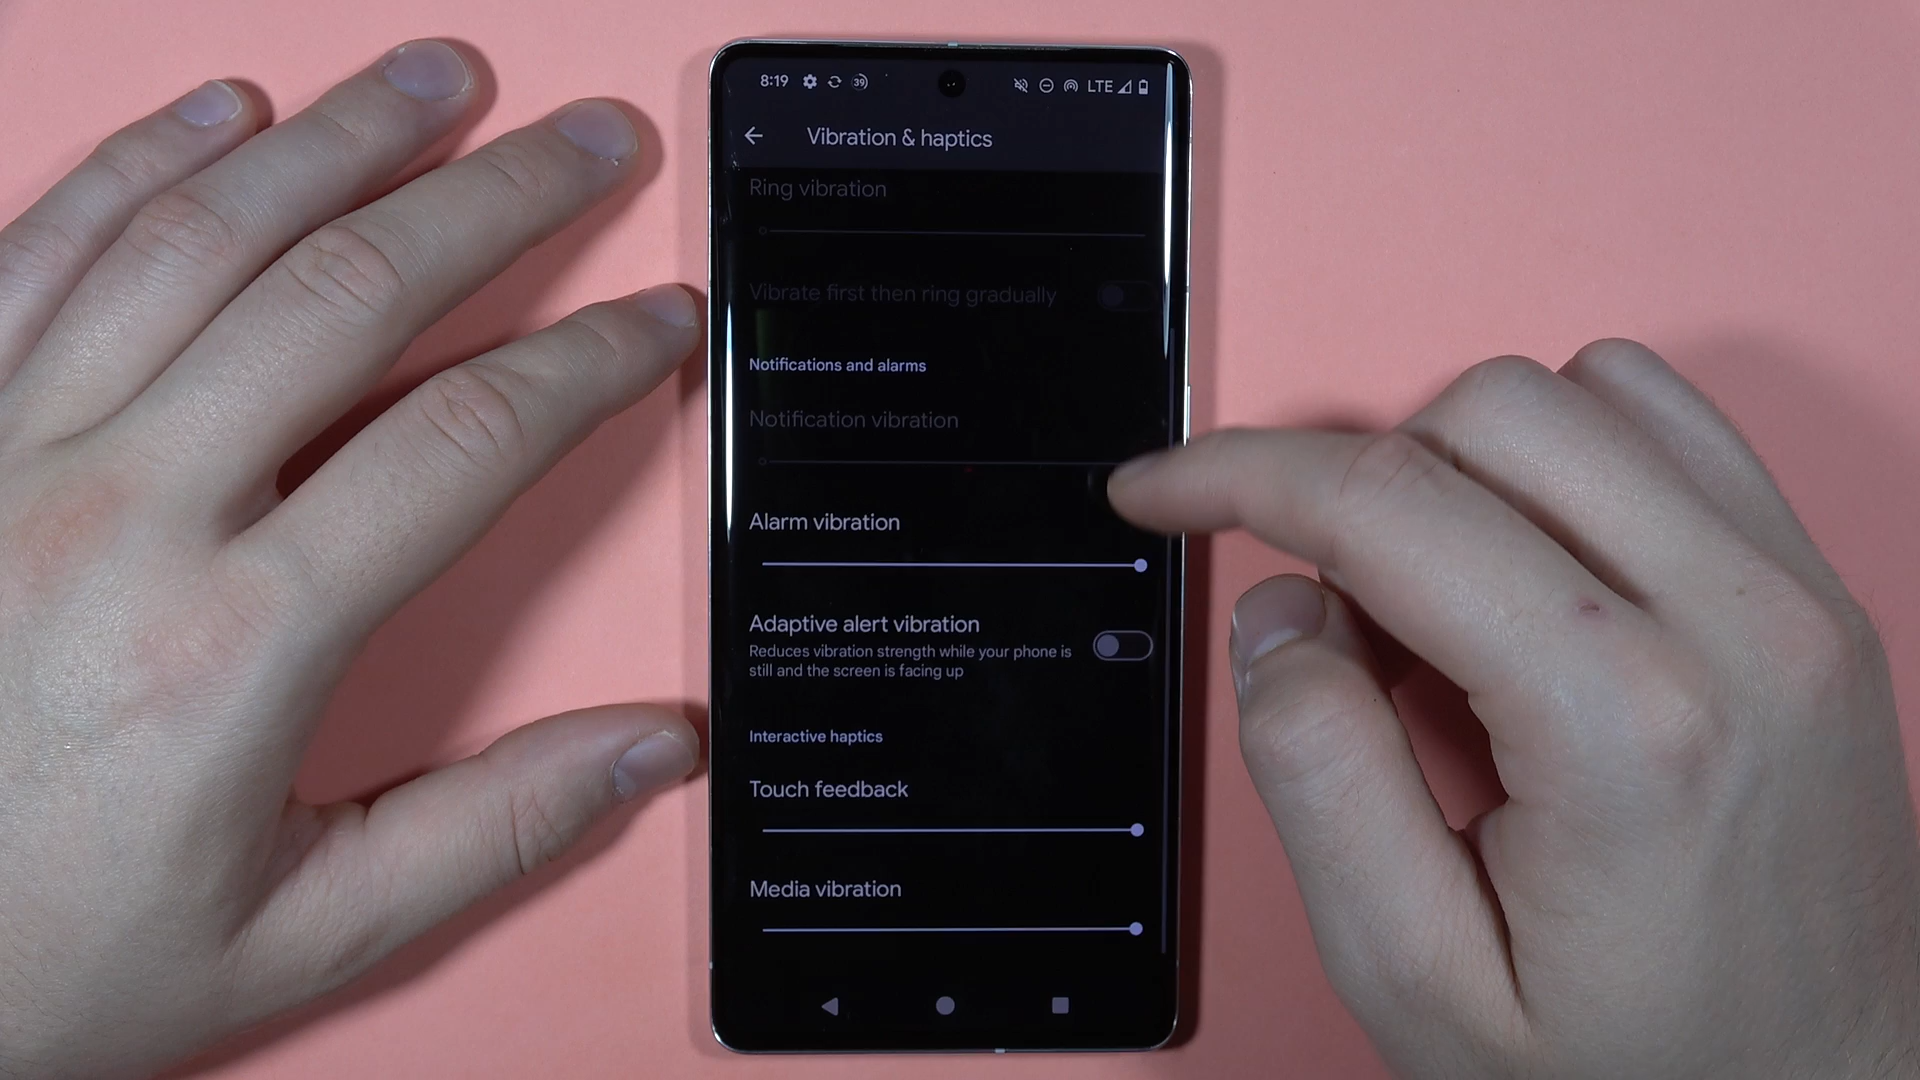 8:19 39 LTE
Vibration & haptics
Ring vibration
Vibrate first then ring gradually
Notifications and alarms
Notification vibration
Alarm vibration
Adaptive alert vibration
Reduces vibration strength while your phone is
still and the screen is facing up
Interactive haptics
Touch feedback
Media vibration